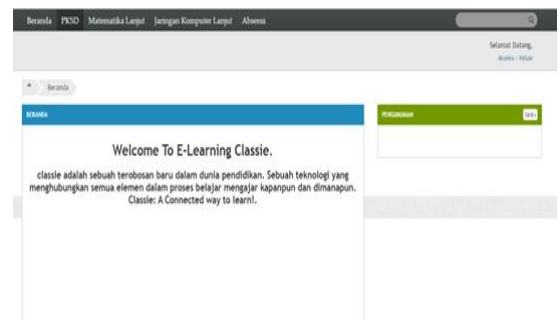 Beranda PKSD Matematika Lanjut Jaringan Komputer Lanjut Absensi
Selamat Datang,
Keluar
Beranda
BERANDA
PENGUMUMAN
Welcome To E-Learning Classie.
classie adalah sebuah terobosan baru dalam dunia pendidikan. Sebuah teknologi yang
menghubungkan semua elemen dalam proses belajar mengajar kapanpun dan dimanapun.
Classie: A Connected way to learn!.